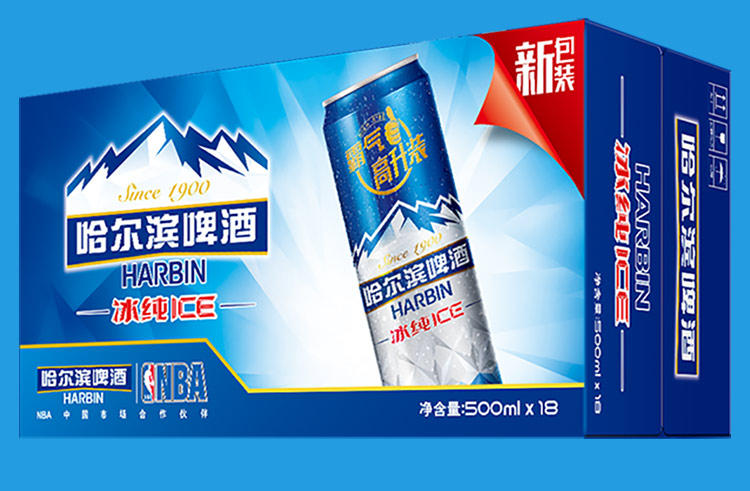 新包装
Since 1900
哈尔滨啤酒
HARBIN
冰纯ICE
霸气
高升装
Since 1900
哈尔滨啤酒
HARBIN
冰纯ICE
哈尔滨啤酒
HARBIN
NBA
NBA 中国市场合作伙伴
净含量:500ml x 18
HARBIN
冰纯ICE
净含量:500ml x 18
哈尔滨啤酒